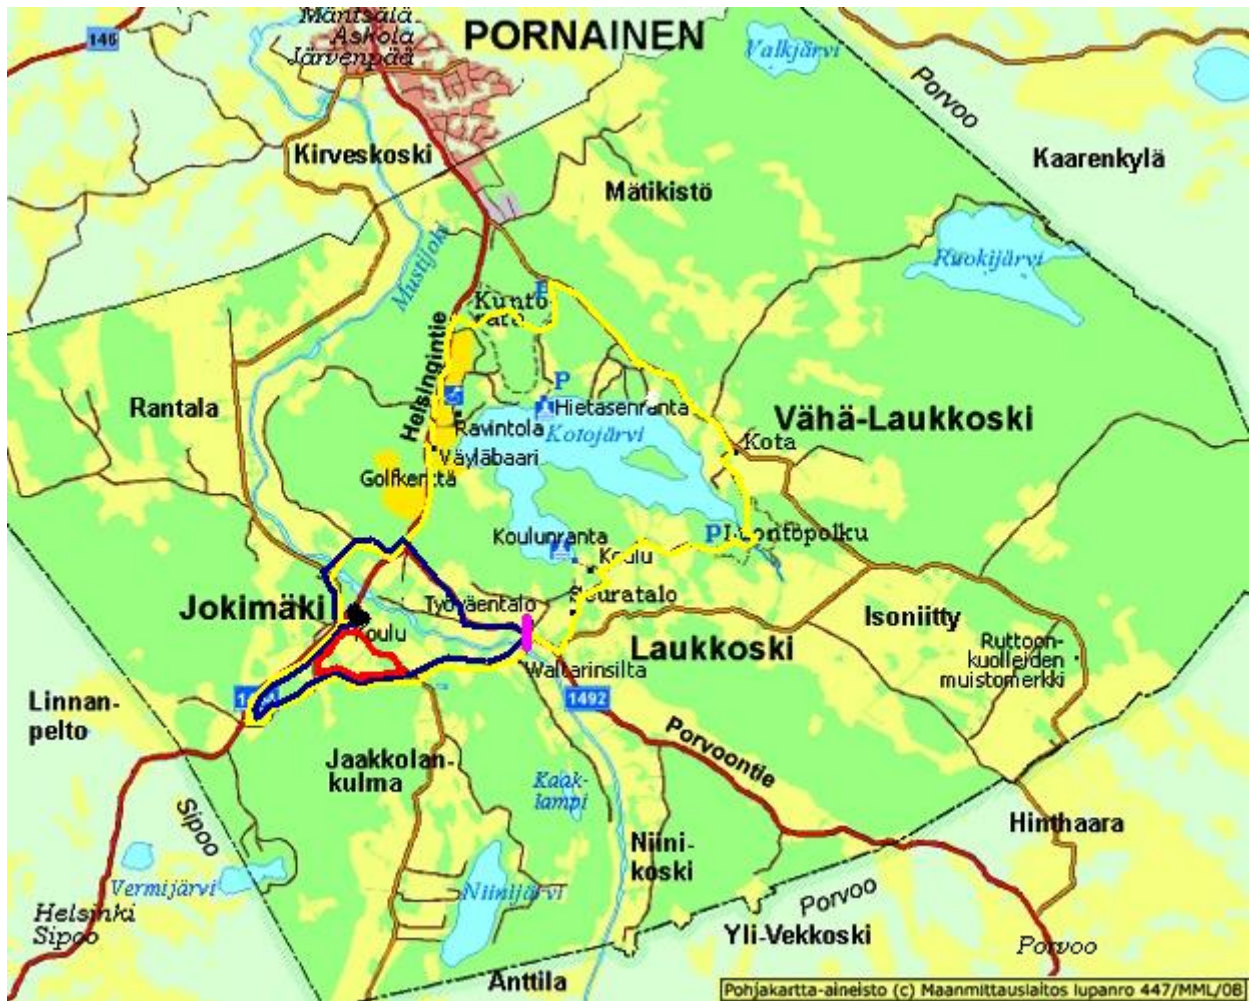 Mäntsälä
Askola
Järvenpää
146
PORNAINEN
Valkjärvi
Porvoo
Kaarenkylä
Kirveskoski
Mätikistö
Mustijoki
Ruokijärvi
Kunto-
rata
P
Helsingintie
P
Hietasenranta
Rantala
Ravintola
Kotojärvi
Vähä-Laukkoski
Kota
Väyläbaari
Golfkenttä
P
Luontopolku
Koulunranta
Koulu
Työväentalo
Seuratalo
Jokimäki
Koulu
Isoniitty
Laukkoski
Ruttoon-
kuolleiden
muistomerkki
Waltarinsilta
Linnan-
pelto
1492
Porvoontie
Jaakkolan-
kulma
Kaak-
lampi
Sipoo
Niini-
koski
Hinthaara
Vermijärvi
Niinijärvi
Porvoo
Helsinki
Sipoo
Yli-Vekkoski
Porvoo
Anttila
Pohjakartta-aineisto (c) Maanmittauslaitos lupanro 447/MML/08